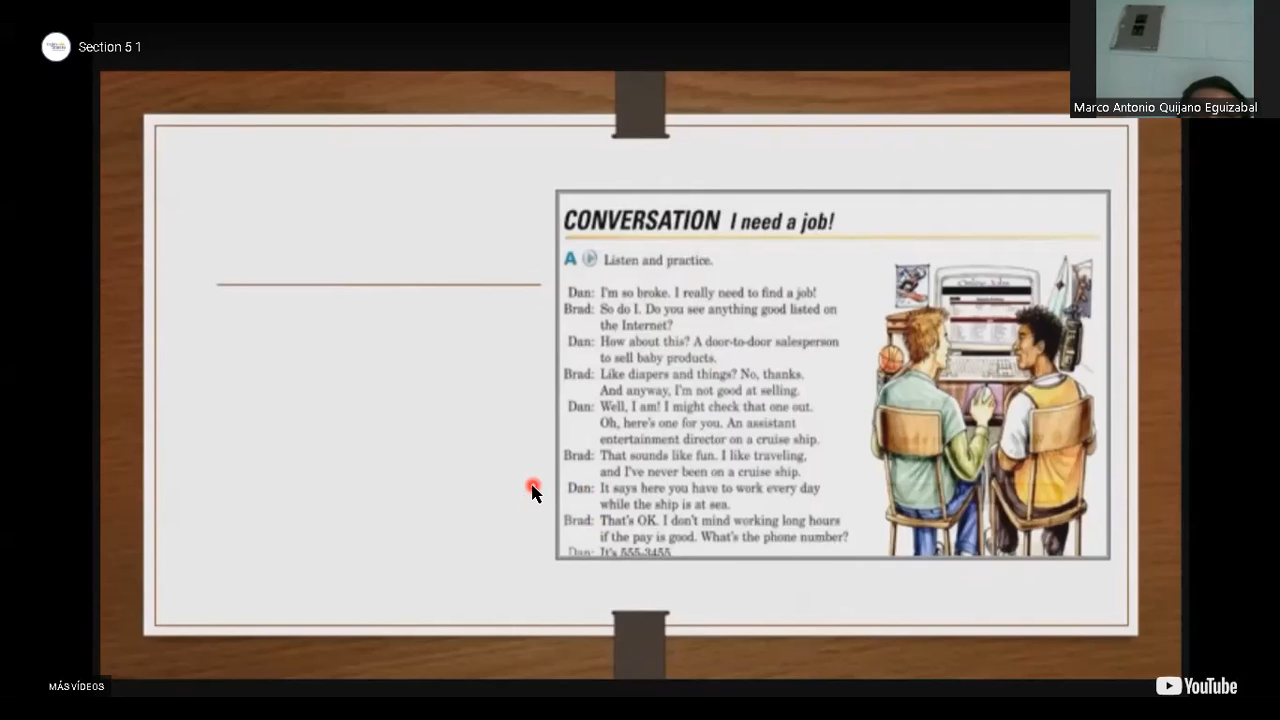 Section 5 1
Marco Antonio Quijano Eguizabal
CONVERSATION I need a job!
A Listen and practice.
Dan: I'm so broke. I really need to find a job!
Brad: So do I. Do you see anything good listed on
the Internet?
Dan: How about this? A door-to-door salesperson
to sell baby products.
Brad: Like diapers and things? No, thanks.
And anyway, I'm not good at selling.
Dan: Well, I am! I might check that one out.
Oh, here's one for you. An assistant
entertainment director on a cruise ship.
Brad: That sounds like fun. I like traveling,
and I've never been on a cruise ship.
Dan: It says here you have to work every day
while the ship is at sea.
Brad: That's OK. I don't mind working long hours
if the pay is good. What's the phone number?
Dan: It's 555-3455
Online Jobs
MÁS VÍDEOS
YouTube